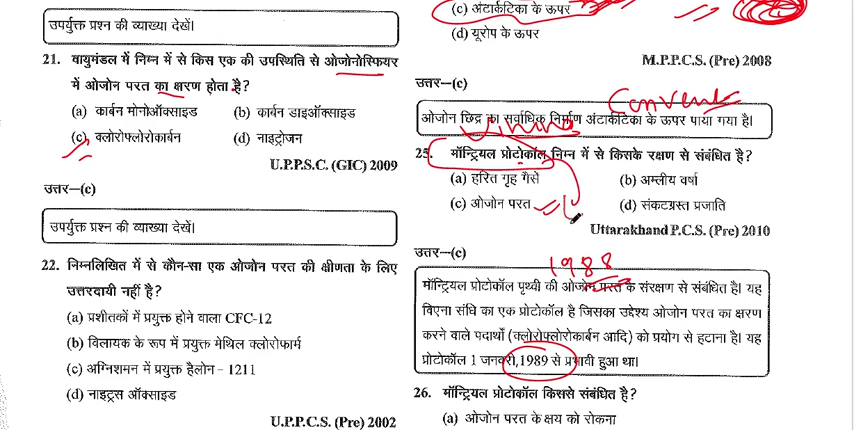 उपर्युक्त प्रश्न की व्याख्या देखें।
21. वायुमंडल में निम्न में से किस एक की उपस्थिति से ओजोनोस्फियर
में ओजोन परत का क्षरण होता है?
(a) कार्बन मोनोऑक्साइड (b) कार्बन डाइऑक्साइड
(c) क्लोरोफ्लोरोकार्बन (d) नाइट्रोजन
U.P.P.S.C. (GIC) 2009
उत्तर–(c)
उपर्युक्त प्रश्न की व्याख्या देखें।
22. निम्नलिखित में से कौन-सा एक ओजोन परत की क्षीणता के लिए
उत्तरदायी नहीं है?
(a) प्रशीतकों में प्रयुक्त होने वाला CFC-12
(b) विलायक के रूप में प्रयुक्त मेथिल क्लोरोफार्म
(c) अग्निशमन में प्रयुक्त हैलोन – 1211
(d) नाइट्रस ऑक्साइड
U.P.P.C.S. (Pre) 2002
(c) अंटार्कटिका के ऊपर
(d) यूरोप के ऊपर
M.P.P.C.S. (Pre) 2008
उत्तर–(c)
ओजोन छिद्र का सर्वाधिक निर्माण अंटार्कटिका के ऊपर पाया गया है।
25. मॉन्ट्रियल प्रोटोकॉल निम्न में से किसके रक्षण से संबंधित है?
(a) हरित गृह गैसे (b) अम्लीय वर्षा
(c) ओजोन परत (d) संकटग्रस्त प्रजाति
Uttarakhand P.C.S. (Pre) 2010
उत्तर–(c)
1988
मॉन्ट्रियल प्रोटोकॉल पृथ्वी की ओजोन परत के संरक्षण से संबंधित है। यह
विएना संधि का एक प्रोटोकॉल है जिसका उद्देश्य ओजोन परत का क्षरण
करने वाले पदार्थों (क्लोरोफ्लोरोकार्बन आदि) को प्रयोग से हटाना है। यह
प्रोटोकॉल 1 जनवरी, 1989 से प्रभावी हुआ था।
26. मॉन्ट्रियल प्रोटोकॉल किससे संबंधित है?
(a) ओजोन परत के क्षय को रोकना